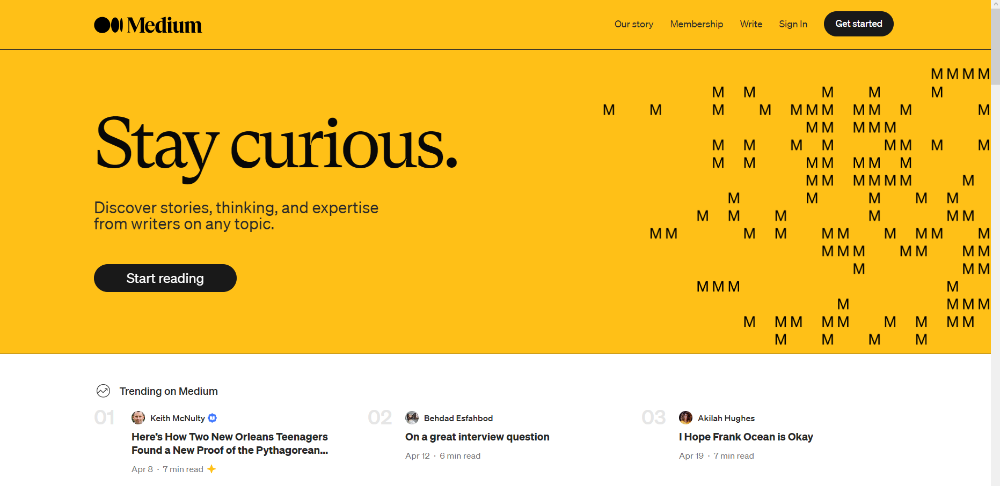 Medium
Our story
Membership
Write
Sign In
Get started
M M M M
M M M M M
M M M M M M M M M M M
M M M M M
M M M M M M M M
M M M M M M M
M M M M M M M
M M M M M
M M M M M M
M M M M M M M M M M
M M M M M M M
M M M
M M M M
M M M M
M M M M M M M M M
M M M M
Stay curious.
Discover stories, thinking, and expertise
from writers on any topic.
Start reading
Trending on Medium
01
Keith McNulty
Here’s How Two New Orleans Teenagers
Found a New Proof of the Pythagorean...
Apr 8 · 7 min read
02
Behdad Esfahbod
On a great interview question
Apr 12 · 6 min read
03
Akilah Hughes
I Hope Frank Ocean is Okay
Apr 19 · 7 min read